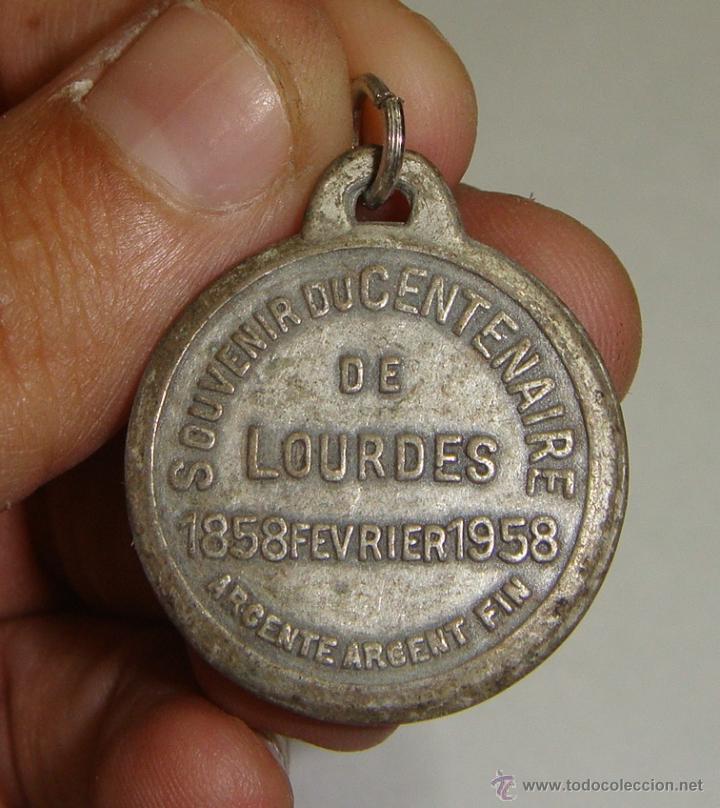 SOUVENIR DU CENTENAIRE
DE
LOURDES
1858 FEVRIER 1958
ARGENTE ARGENT FIN
www.todocoleccion.net